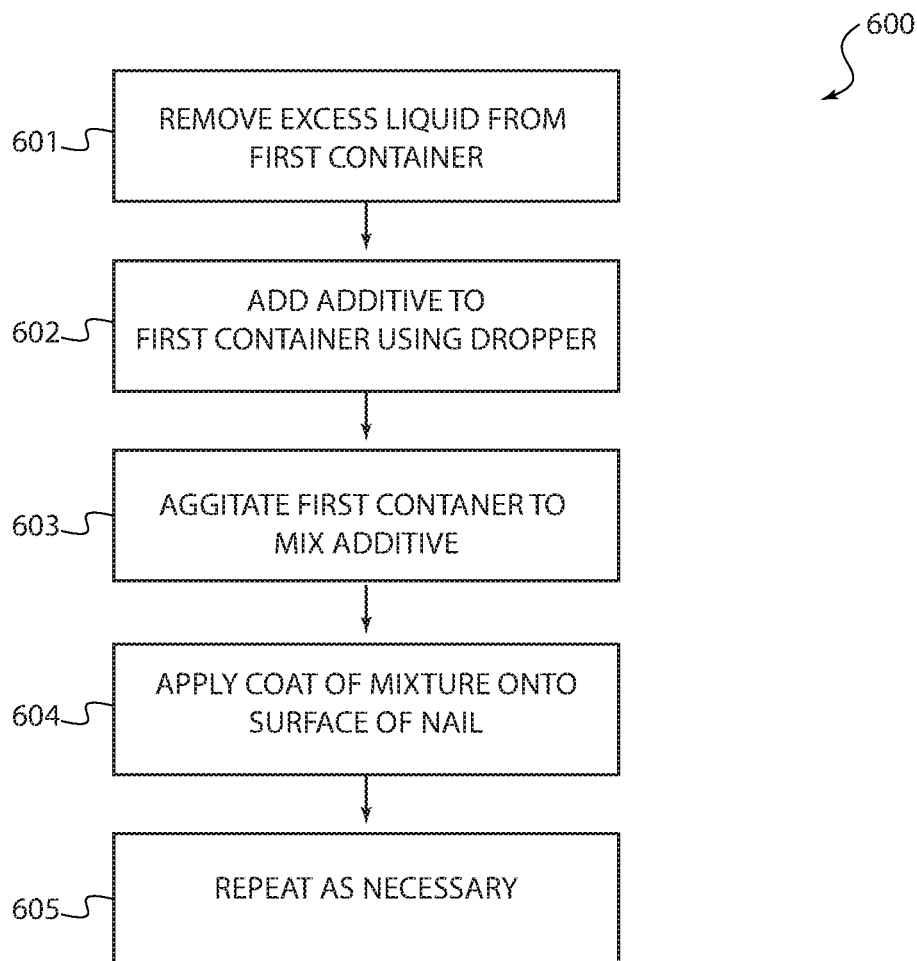 600
601
REMOVE EXCESS LIQUID FROM
FIRST CONTAINER
602
ADD ADDITIVE TO
FIRST CONTAINER USING DROPPER
603
AGGITATE FIRST CONTANER TO
MIX ADDITIVE
604
APPLY COAT OF MIXTURE ONTO
SURFACE OF NAIL
605
REPEAT AS NECESSARY